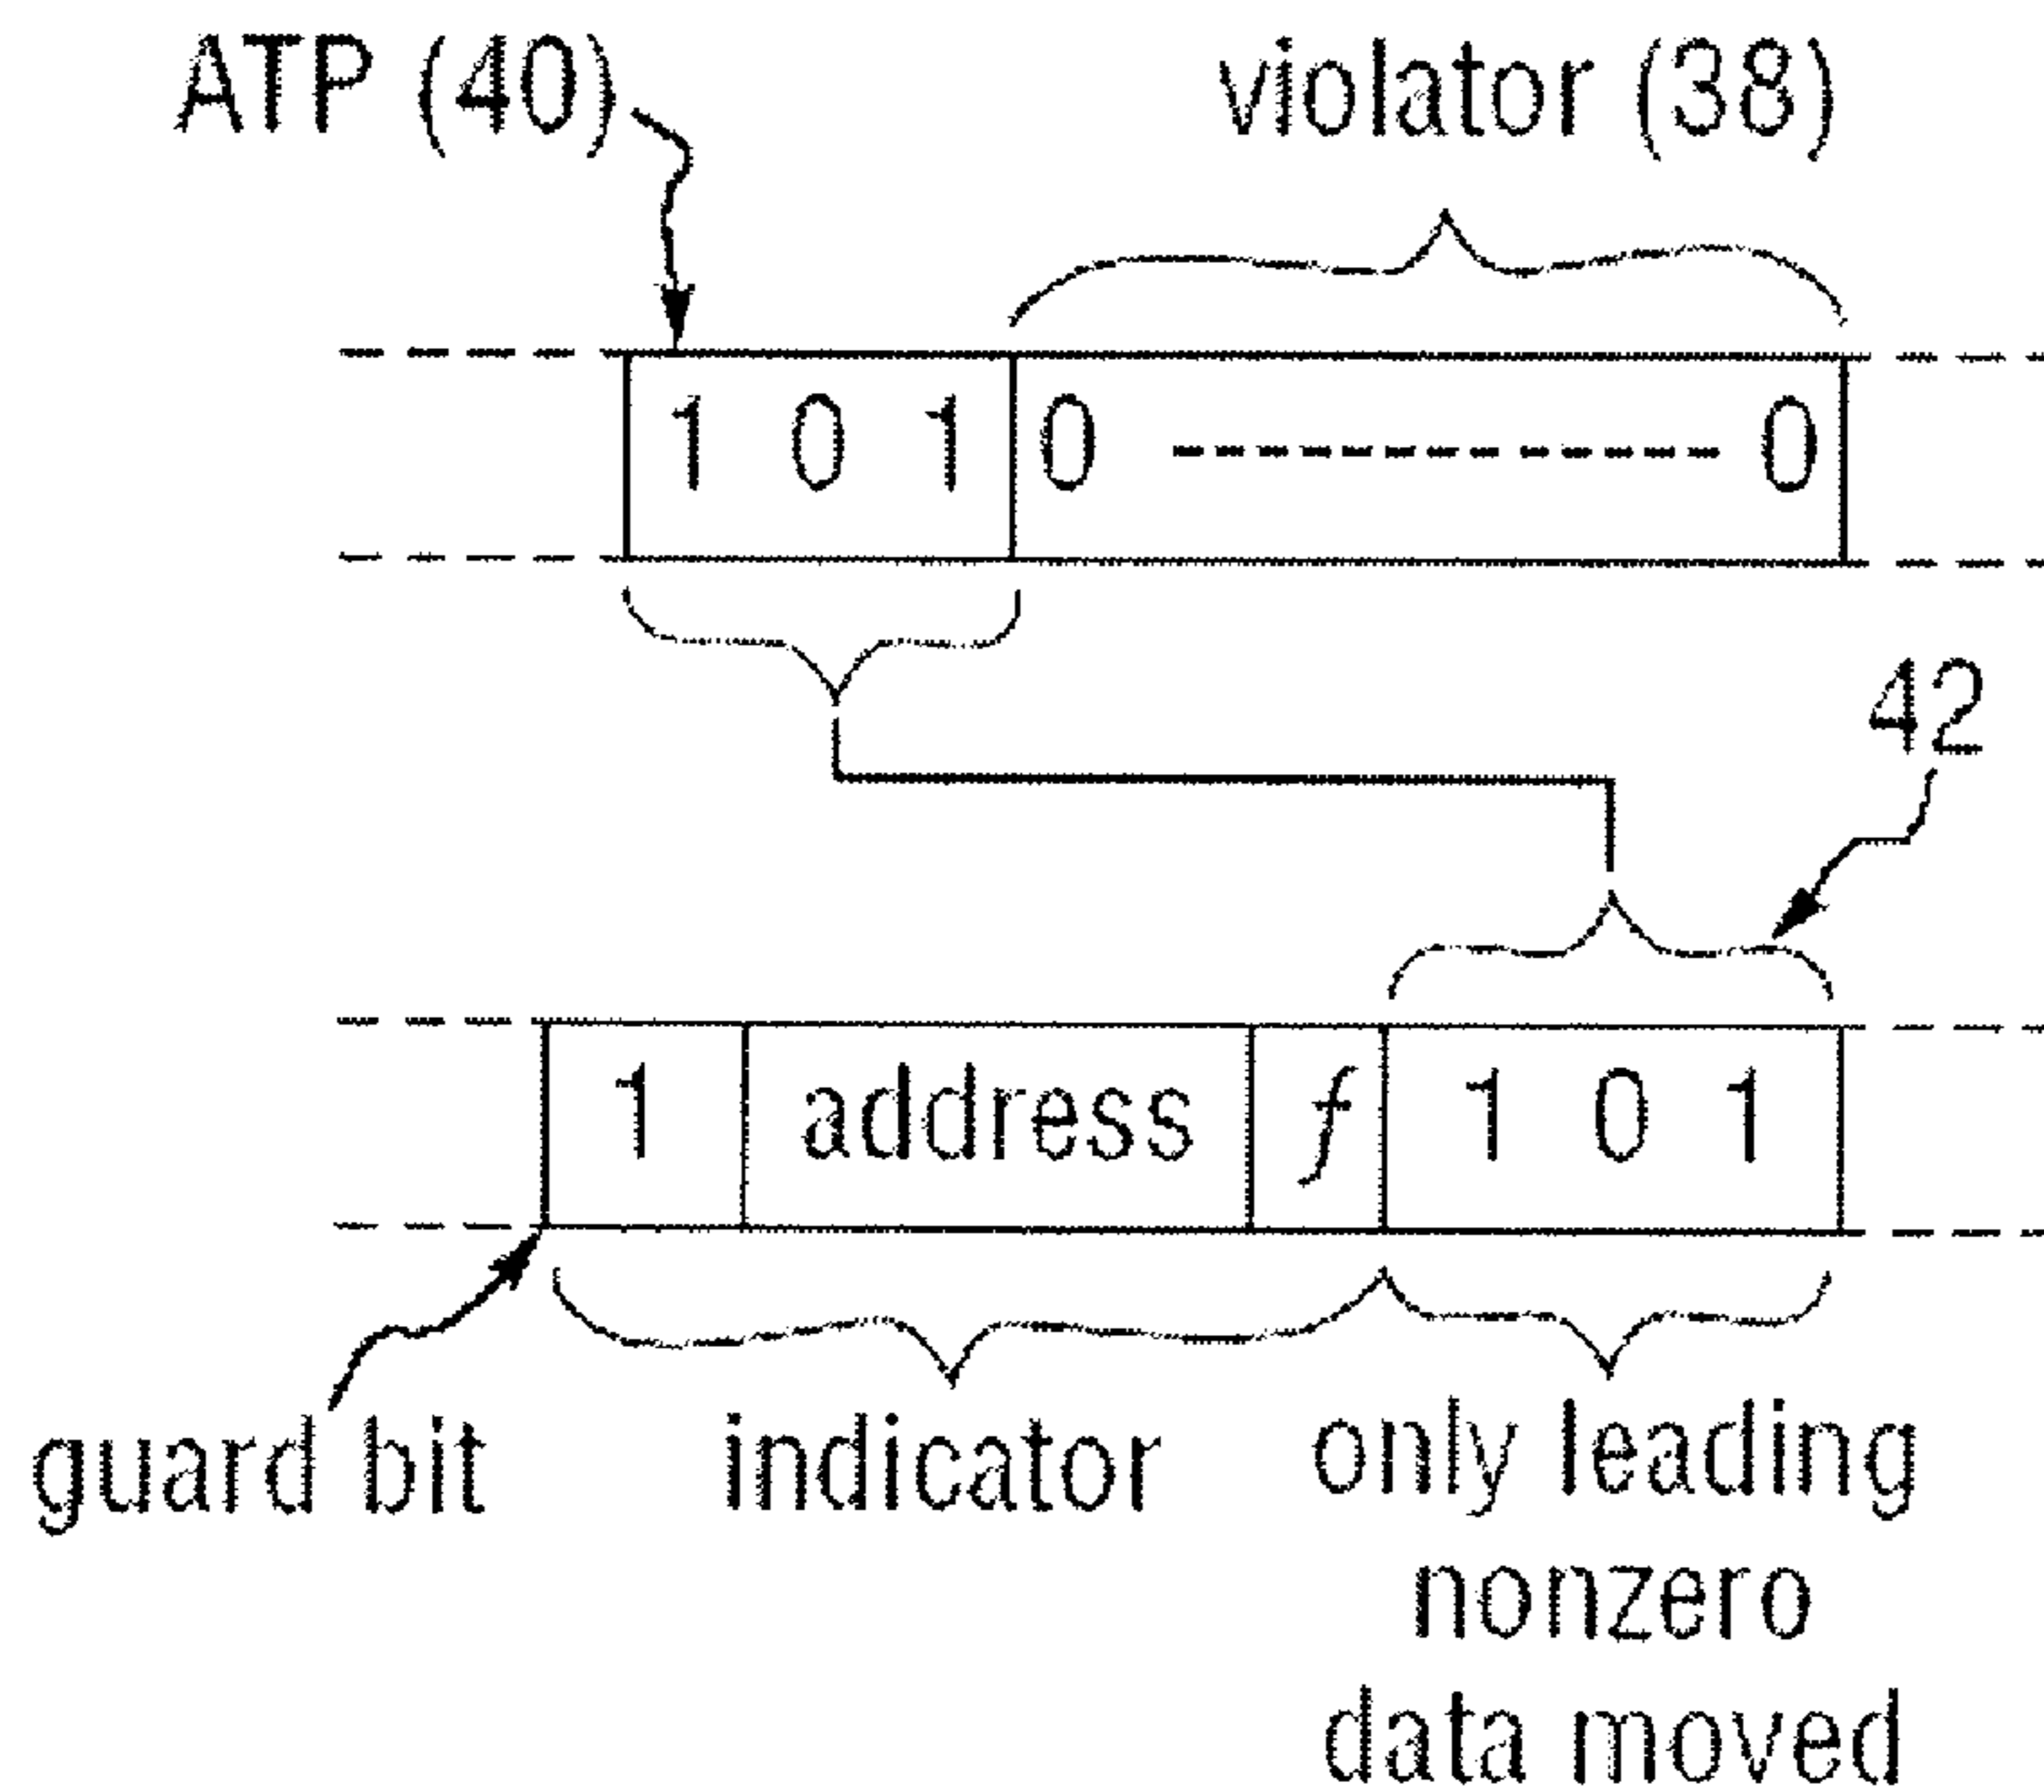 ATP (40) violator (38)
1 0 1 0 0
42
1 address f 1 0 1
guard bit indicator only leading
nonzero
data moved